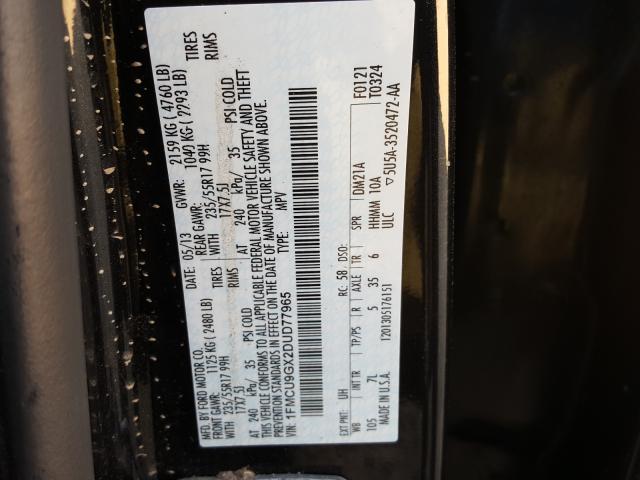 MFD. BY FORD MOTOR CO. DATE: 05/13 GVWR: 2159 KG ( 4760 LB)
FRONT GAWR: 1125 KG ( 2480 LB) REAR GAWR: 1040 KG ( 2293 LB)
WITH 235/55R17 99H TIRES WITH 235/55R17 99H TIRES
17X7.5J RIMS 17X7.5J RIMS
AT 240 kPa/ 35 PSI COLD AT 240 kPa/ 35 PSI COLD
THIS VEHICLE CONFORMS TO ALL APPLICABLE FEDERAL MOTOR VEHICLE SAFETY AND THEFT
PREVENTION STANDARDS IN EFFECT ON THE DATE OF MANUFACTURE SHOWN ABOVE.
VIN: 1FMCU9GX2DUD77965 TYPE: MPV
EXT PNT: UH RC: 58 DSO: F0121
WB INT TR TP/PS R AXLE TR SPR DM21A T0324
105 7L 5 35 6 HHIMM 10A
MADE IN U.S.A. ULC
1201305176151 5U5A-3520472-AA